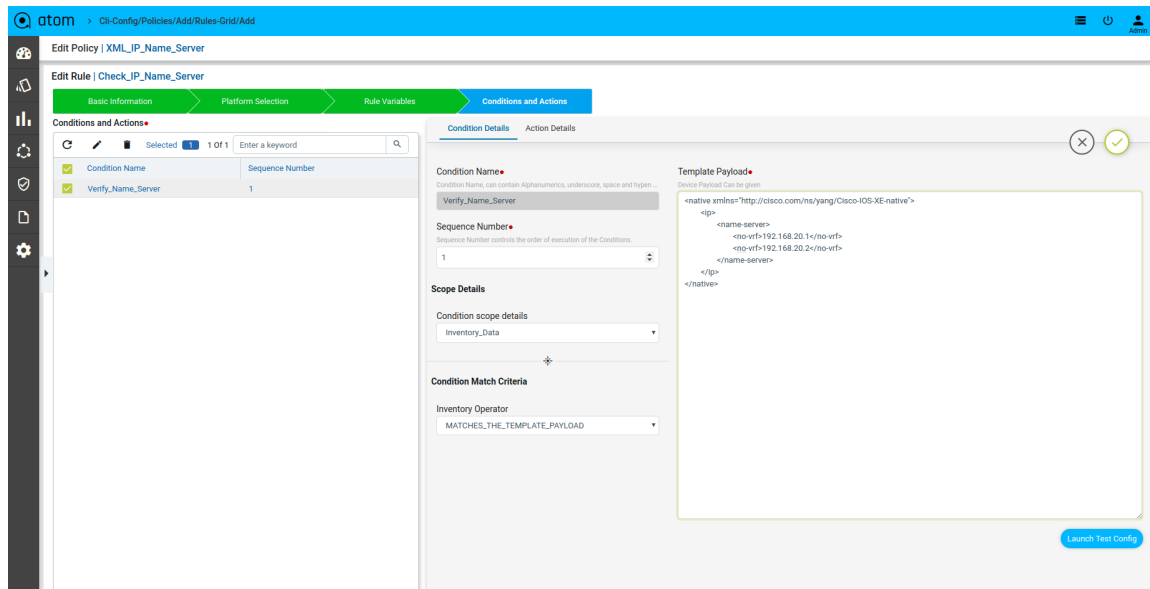 atom > Cli-Config/Policies/Add/Rules-Grid/Add
Admin
Edit Policy | XML_IP_Name_Server
Edit Rule | Check_IP_Name_Server
Basic Information Platform Selection Rule Variables Conditions and Actions
Conditions and Actions
Selected 1 1 Of 1 Enter a keyword
Condition Name Sequence Number
Verify_Name_Server 1
Condition Details Action Details
Condition Name
Condition Name, can contain Alphanumerics, underscore, space and hypen ...
Verify_Name_Server
Sequence Number
Sequence Number controls the order of execution of the Conditions.
1
Scope Details
Condition scope details
Inventory_Data
Condition Match Criteria
Inventory Operator
MATCHES_THE_TEMPLATE_PAYLOAD
Template Payload
Device Payload Can be given
<native xmlns="http://cisco.com/ns/yang/Cisco-IOS-XE-native">
<ip>
<name-server>
<no-vrf>192.168.20.1</no-vrf>
<no-vrf>192.168.20.2</no-vrf>
</name-server>
</ip>
</native>
Launch Test Config